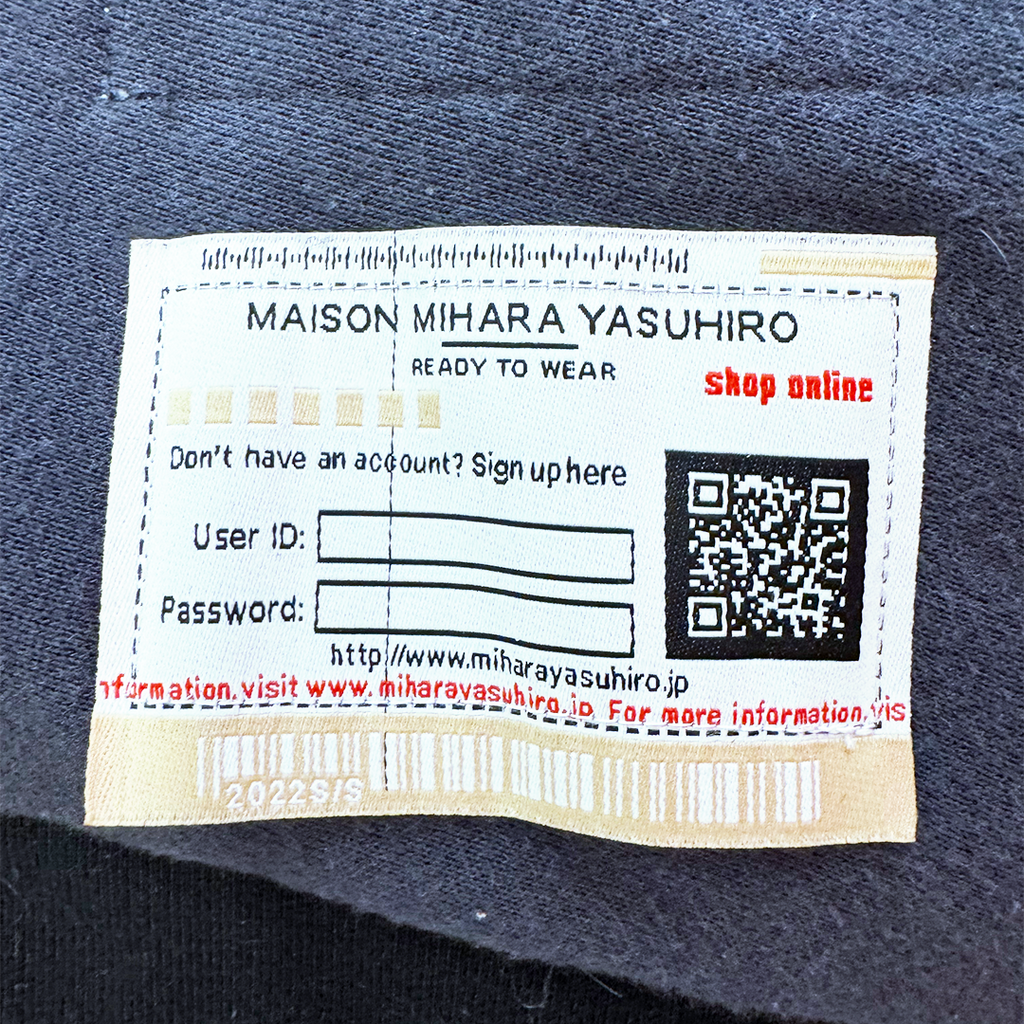 MAISON MIHARA YASUHIRO
READY TO WEAR
shop online
Don't have an account? Sign up here
User ID:
Password:
http://www.miharayasuhiro.jp
nformation.visit www.miharayasuhiro.jp For more information.vis
2022S/S